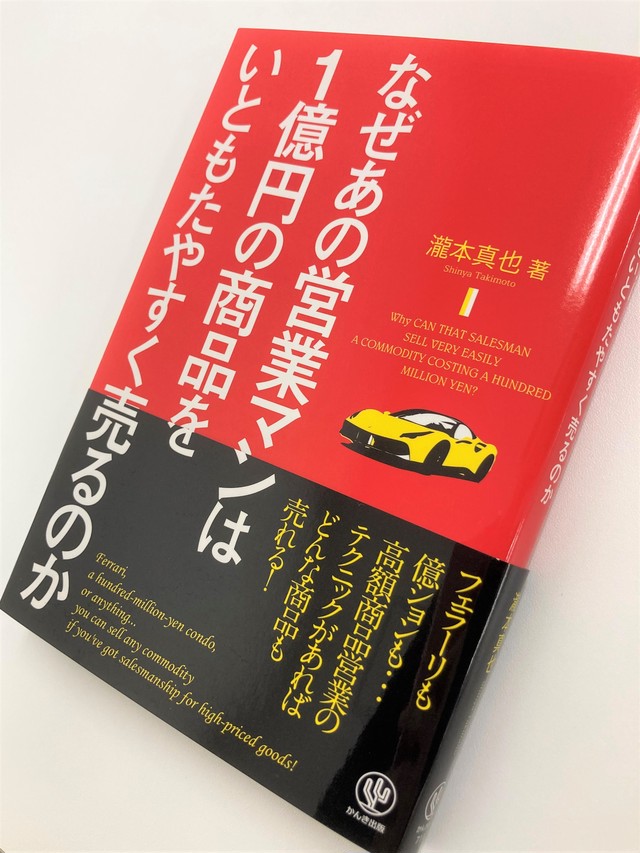 なぜあの営業マンは
1億円の商品を
いともたやすく売るのか
瀧本真也 著
Shinya Takimoto
Why CAN THAT SALESMAN
SELL VERY EASILY
A COMMODITY COSTING A HUNDRED
MILLION YEN?
フェラーリも
億ションも…
高額商品営業の
テクニックがあれば
どんな商品も
売れる!
Ferrari,
a hundred-million-yen condo,
or anything...
you can sell any commodity
if you've got salesmanship for high-priced goods!
かんき出版